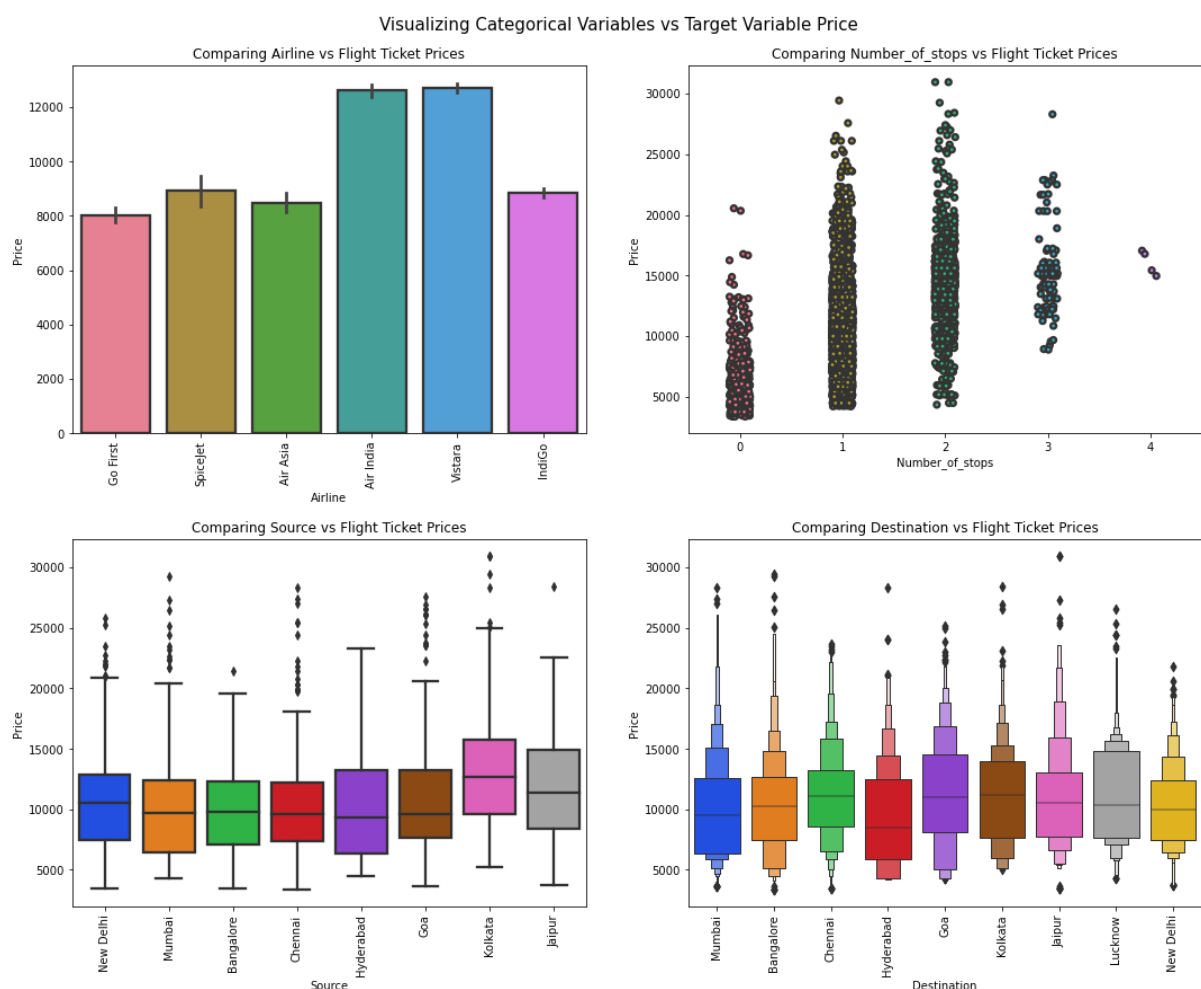 Visualizing Categorical Variables vs Target Variable Price
Comparing Airline vs Flight Ticket Prices
12000
10000
8000
6000
4000
2000
0
Price
Go First
SpiceJet
Air Asia
Air India
Vistara
IndiGo
Airline
Comparing Number_of_stops vs Flight Ticket Prices
30000
25000
20000
15000
10000
5000
Price
0 1 2 3 4
Number_of_stops
Comparing Source vs Flight Ticket Prices
30000
25000
20000
15000
10000
5000
Price
New Delhi
Mumbai
Bangalore
Chennai
Hyderabad
Goa
Kolkata
Jaipur
Source
Comparing Destination vs Flight Ticket Prices
30000
25000
20000
15000
10000
5000
Price
Mumbai
Bangalore
Chennai
Hyderabad
Goa
Kolkata
Jaipur
Lucknow
New Delhi
Destination